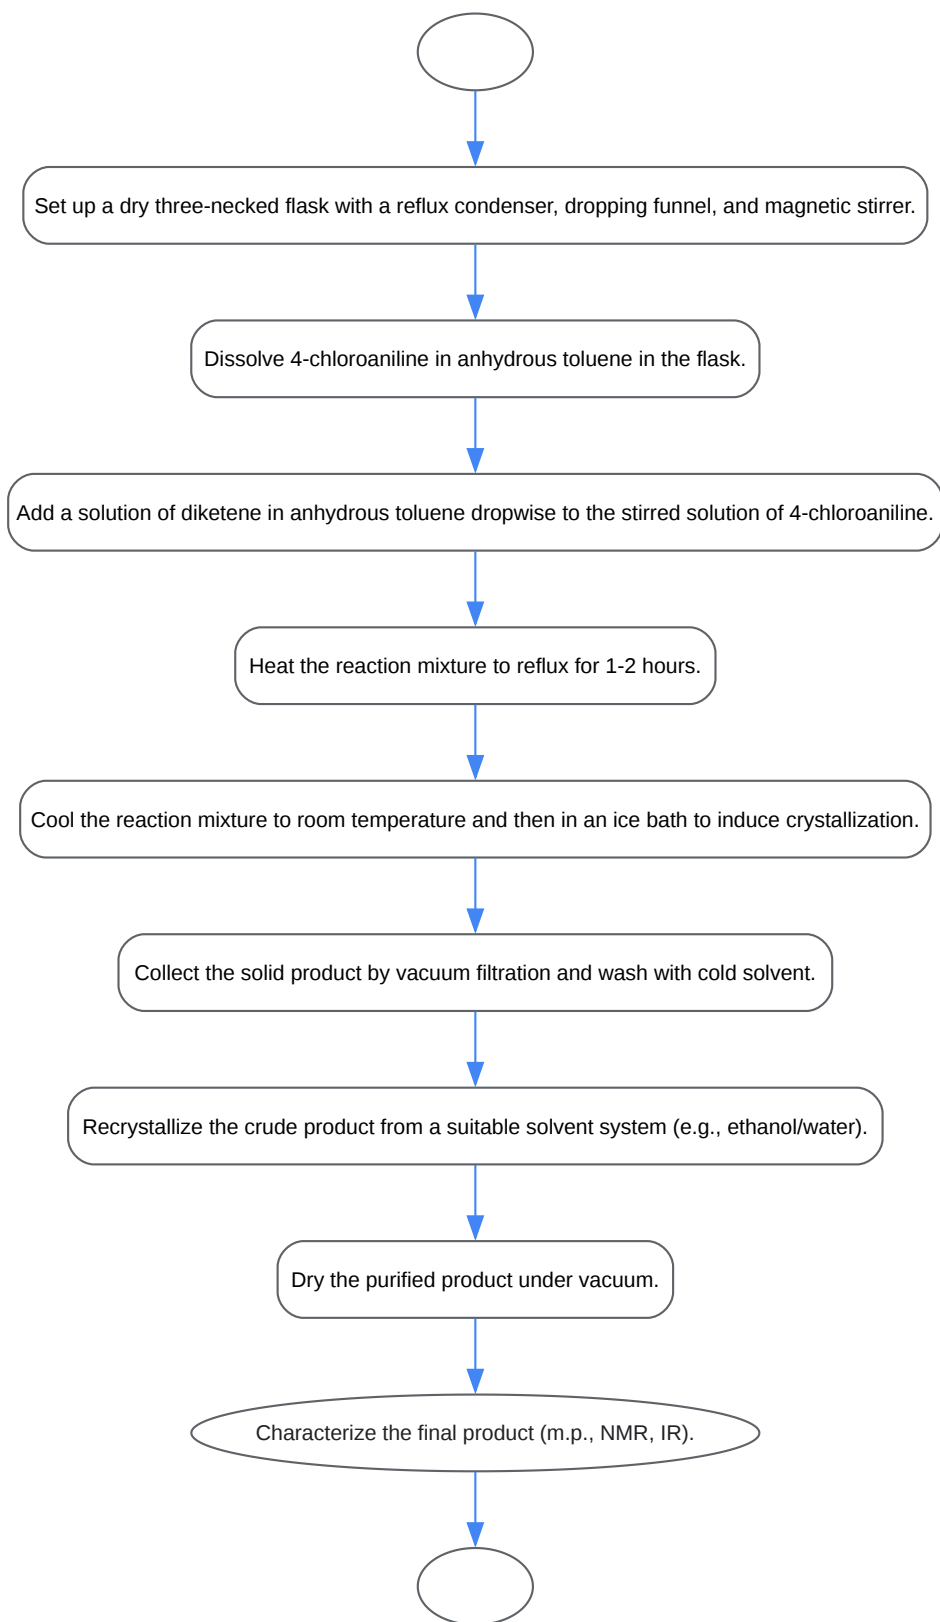 Set up a dry three-necked flask with a reflux condenser, dropping funnel, and magnetic stirrer.
Dissolve 4-chloroaniline in anhydrous toluene in the flask.
Add a solution of diketene in anhydrous toluene dropwise to the stirred solution of 4-chloroaniline.
Heat the reaction mixture to reflux for 1-2 hours.
Cool the reaction mixture to room temperature and then in an ice bath to induce crystallization.
Collect the solid product by vacuum filtration and wash with cold solvent.
Recrystallize the crude product from a suitable solvent system (e.g., ethanol/water).
Dry the purified product under vacuum.
Characterize the final product (m.p., NMR, IR).